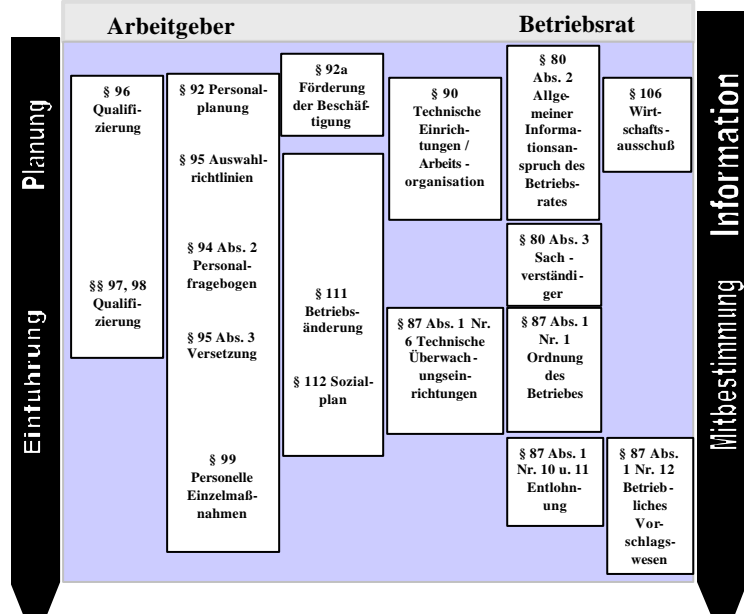 Arbeitgeber
Betriebsrat
Planung
Einführung
§ 96
Qualifi-
zierung
§§ 97, 98
Qualifi-
zierung
§ 92 Personal-
planung
§ 95 Auswahl-
richtlinien
§ 94 Abs. 2
Personal-
fragebogen
§ 95 Abs. 3
Versetzung
§ 99
Personelle
Einzelmaß-
nahmen
§ 92a
Förderung
der Beschäf-
tigung
§ 111
Betriebs-
änderung
§ 112 Sozial-
plan
§ 90
Technische
Einrich-
tungen /
Arbeits -
organisation
§ 87 Abs. 1 Nr.
6 Technische
Überwach-
ungsein-
richtungen
§ 80
Abs. 2
Allge-
meiner
Informa-
tionsan-
spruch des
Betriebs-
rates
§ 80 Abs. 3
Sach -
verständi-
ger
§ 87 Abs. 1
Nr. 1
Ordnung
des
Betriebes
§ 87 Abs. 1
Nr. 10 u. 11
Entlohn-
ung
§ 106
Wirt-
schafts-
ausschuß
§ 87 Abs.
1 Nr. 12
Betrieb-
liches
Vor-
schlags-
wesen
Information
Mitbestimmung